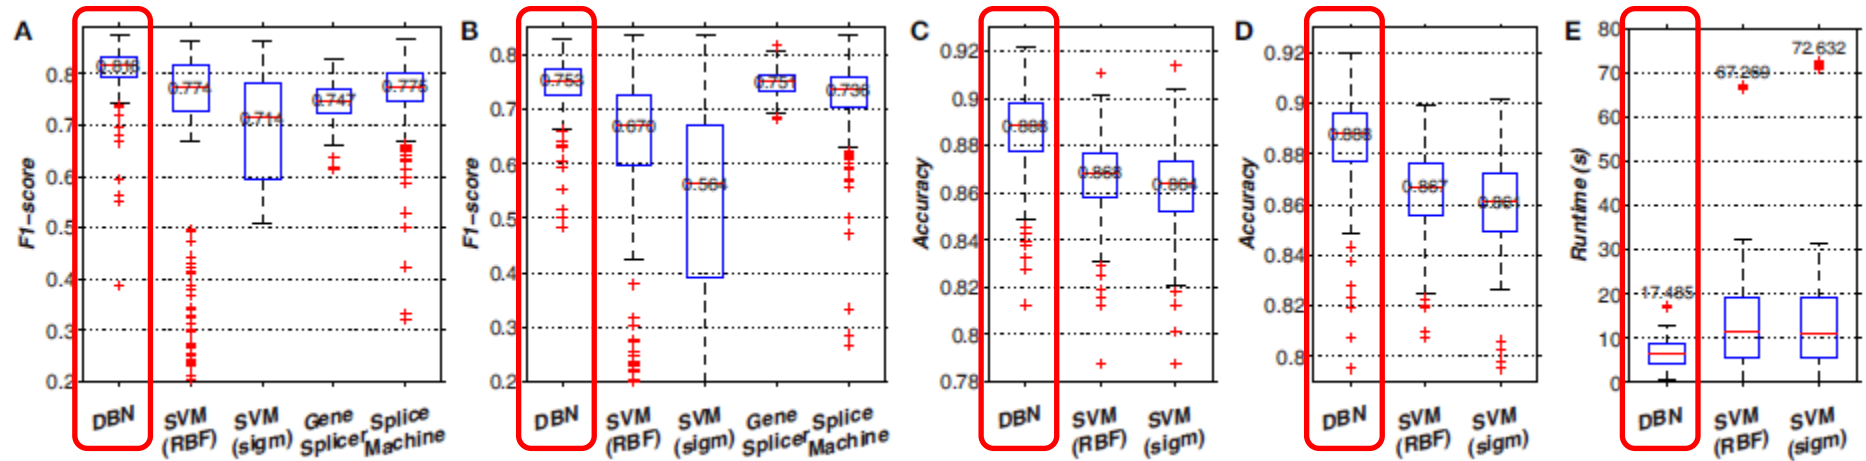 A
F1-score
0.8
0.7
0.6
0.5
0.4
0.3
0.2
0.816
0.774
0.714
0.747
0.775
DBN
SVM
(RBF)
SVM
(sigm)
Gene
Splicer
Splice
Machine
B
F1-score
0.8
0.7
0.6
0.5
0.4
0.3
0.2
0.753
0.670
0.564
0.751
0.736
DBN
SVM
(RBF)
SVM
(sigm)
Gene
Splicer
Splice
Machine
C
Accuracy
0.92
0.9
0.88
0.86
0.84
0.82
0.8
0.78
0.888
0.868
0.864
DBN
SVM
(RBF)
SVM
(sigm)
D
Accuracy
0.92
0.9
0.88
0.86
0.84
0.82
0.8
0.888
0.867
0.861
DBN
SVM
(RBF)
SVM
(sigm)
E
Runtime (s)
80
70
60
50
40
30
20
10
0
17.485
67.269
72.632
DBN
SVM
(RBF)
SVM
(sigm)